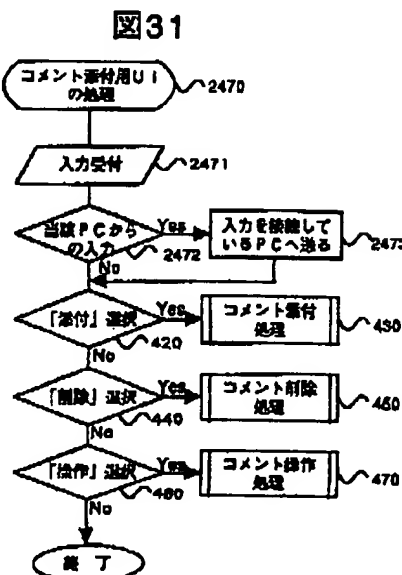 図31
コメント添付用UI
の処理
2470
入力受付
2471
当該PCから
の入力
2472
Yes
入力を接続して
いるPCへ送る
2473
No
「添付」選択
420
Yes
コメント添付
処理
430
No
「削除」選択
440
Yes
コメント削除
処理
450
No
「操作」選択
460
Yes
コメント操作
処理
470
No
終了